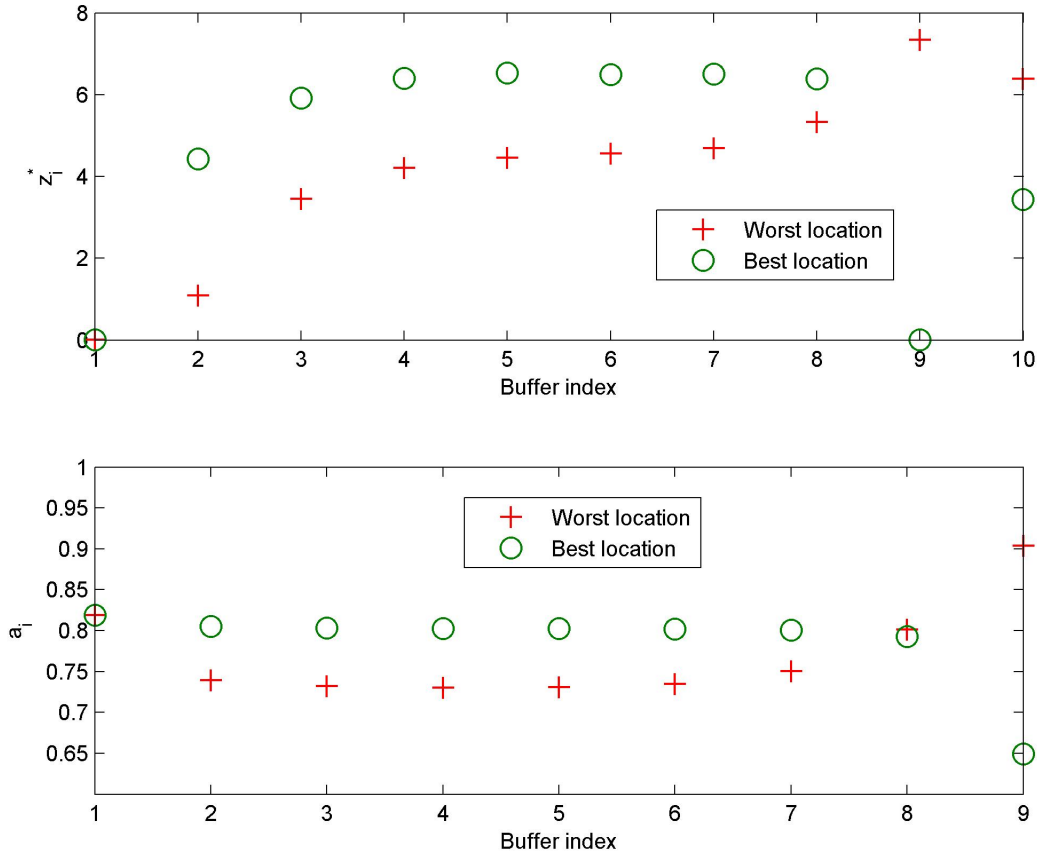 8
6
4
2
0
z_i^*
Worst location
Best location
1 2 3 4 5 6 7 8 9 10
Buffer index
1
0.95
0.9
0.85
0.8
0.75
0.7
0.65
a_i
Worst location
Best location
1 2 3 4 5 6 7 8 9
Buffer index